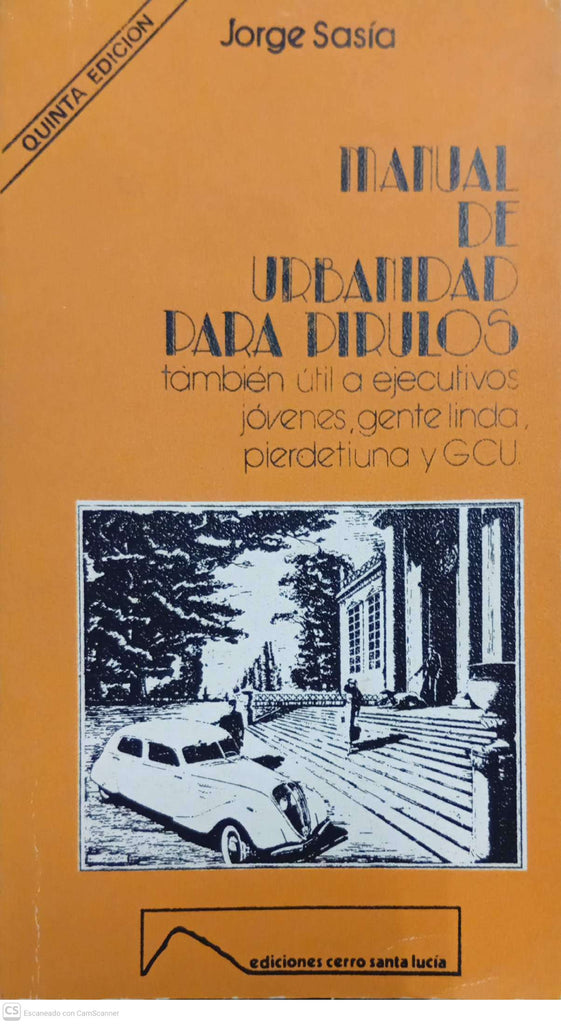 Jorge Sasía
QUINTA EDICION
MANUAL
DE
URBANIDAD
PARA PIRULOS
también útil a ejecutivos
jóvenes, gente linda,
pierdetiuna y GCU.
ediciones cerro santa lucía
CS Escaneado con CamScanner